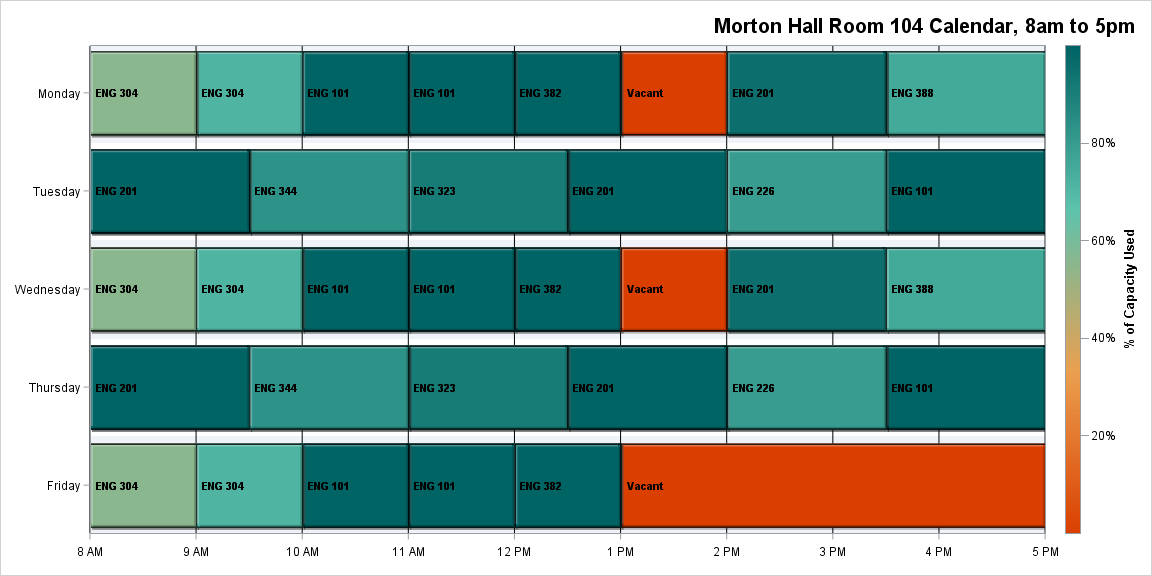 Morton Hall Room 104 Calendar, 8am to 5pm
Monday
ENG 304
ENG 304
ENG 101
ENG 101
ENG 382
Vacant
ENG 201
ENG 388
Tuesday
ENG 201
ENG 344
ENG 323
ENG 201
ENG 226
ENG 101
Wednesday
ENG 304
ENG 304
ENG 101
ENG 101
ENG 382
Vacant
ENG 201
ENG 388
Thursday
ENG 201
ENG 344
ENG 323
ENG 201
ENG 226
ENG 101
Friday
ENG 304
ENG 304
ENG 101
ENG 101
ENG 382
Vacant
8 AM
9 AM
10 AM
11 AM
12 PM
1 PM
2 PM
3 PM
4 PM
5 PM
80%
60%
40%
20%
% of Capacity Used